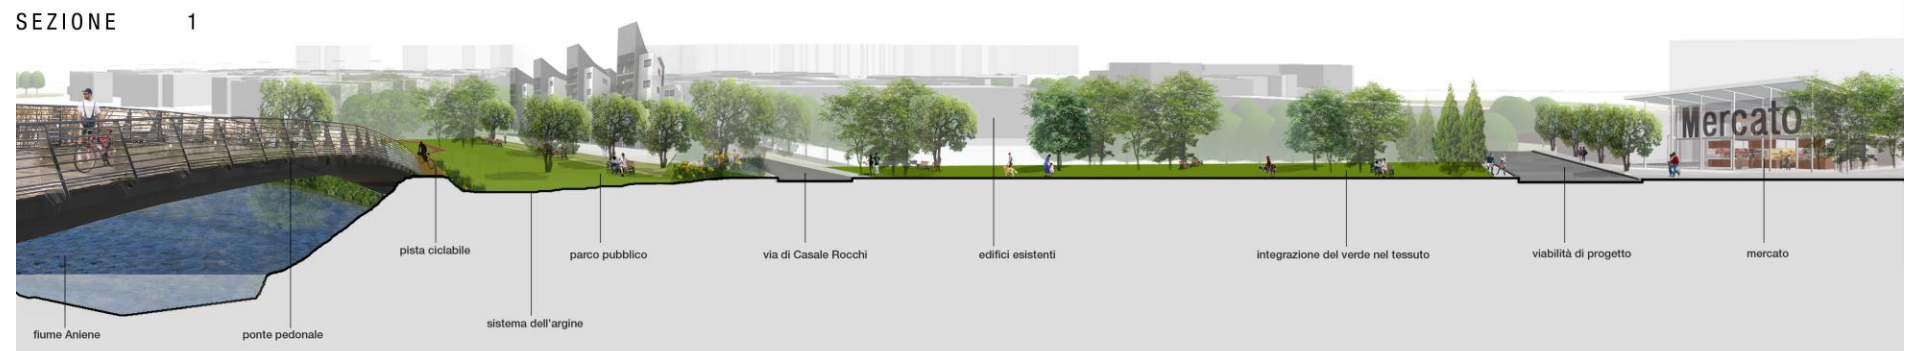 SEZIONE 1
Mercato
pista ciclabile
parco pubblico
via di Casale Rocchi
edifici esistenti
integrazione del verde nel tessuto
viabilità di progetto
mercato
sistema dell'argine
fiume Aniene
ponte pedonale